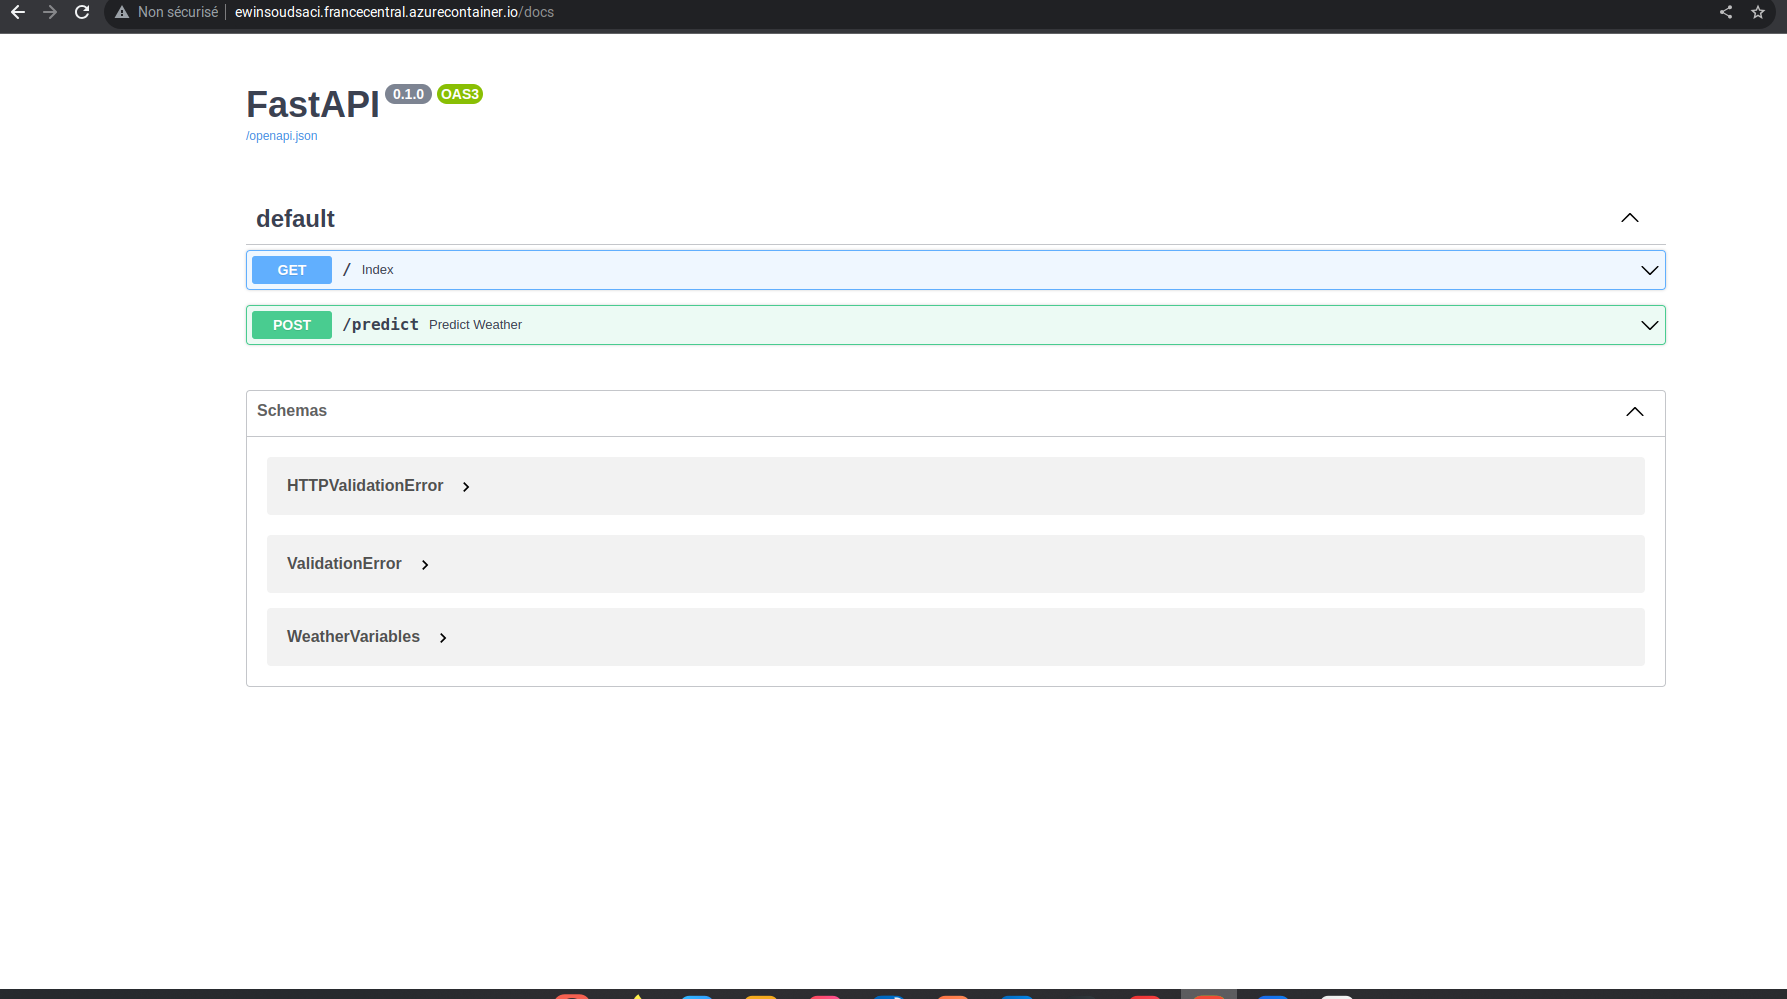 Non sécurisé ewinsoudsaci.francecentral.azurecontainer.io/docs
FastAPI 0.1.0 OAS3
/openapi.json
default
GET / Index
POST /predict Predict Weather
Schemas
HTTPValidationError
ValidationError
WeatherVariables